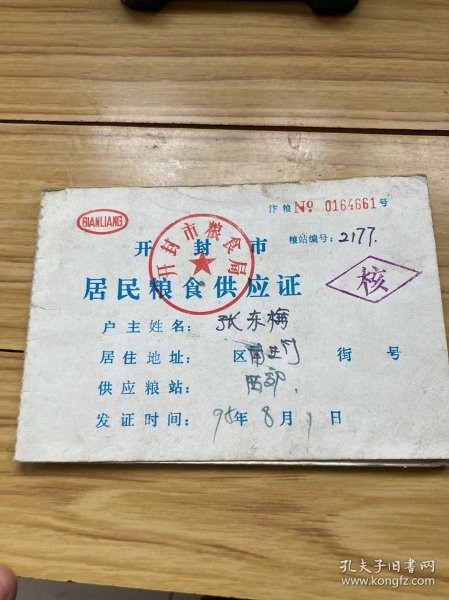 BIANLIANG
汴粮 No 0164661 号
开封市
粮站编号：2177.
开封市粮食局
居民粮食供应证
核
户主姓名：张东梅
居住地址：区 街 号
供应粮站：西郊
发证时间：95年8月1日
孔夫子旧书网
www.kongfz.com